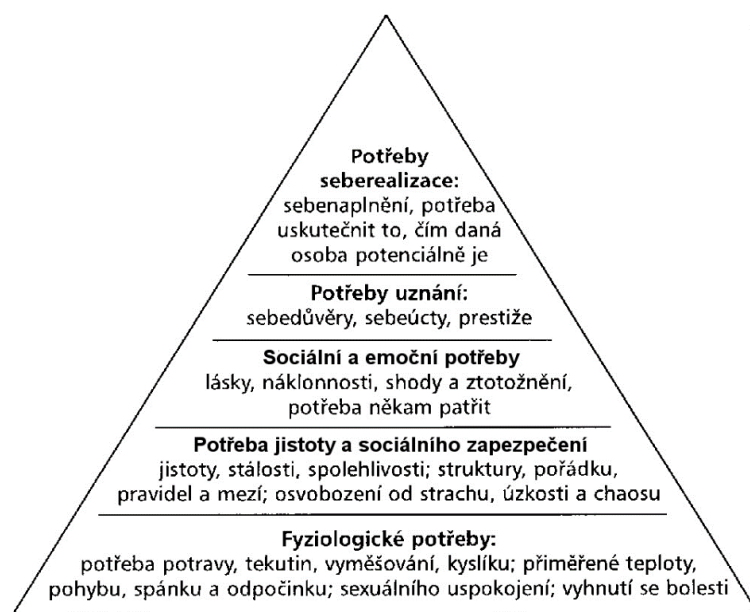 Potřeby
seberealizace:
sebenaplnění, potřeba
uskutečnit to, čím daná
osoba potenciálně je
Potřeby uznání:
sebedůvěry, sebeúcty, prestiže
Sociální a emoční potřeby
lásky, náklonnosti, shody a ztotožnění,
potřeba někam patřit
Potřeba jistoty a sociálního zapezpečení
jistoty, stálosti, spolehlivosti; struktury, pořádku,
pravidel a mezí; osvobození od strachu, úzkosti a chaosu
Fyziologické potřeby:
potřeba potravy, tekutin, vyměšování, kyslíku; přiměřené teploty,
pohybu, spánku a odpočinku; sexuálního uspokojení; vyhnutí se bolesti